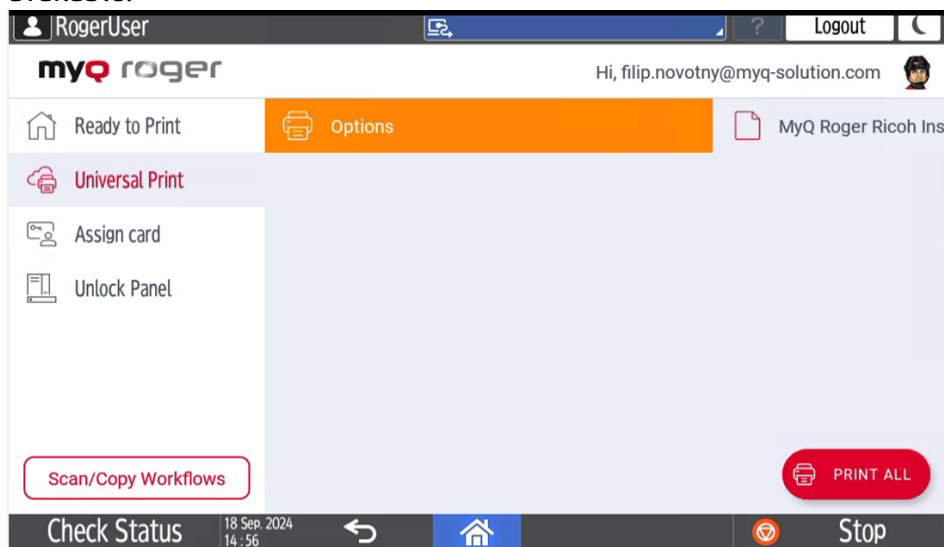 RogerUser
?
Logout
myQ roger
Hi, filip.novotny@myq-solution.com
Ready to Print
Options
MyQ Roger Ricoh Ins
Universal Print
Assign card
Unlock Panel
Scan/Copy Workflows
PRINT ALL
Check Status
18 Sep. 2024
14 : 56
Stop